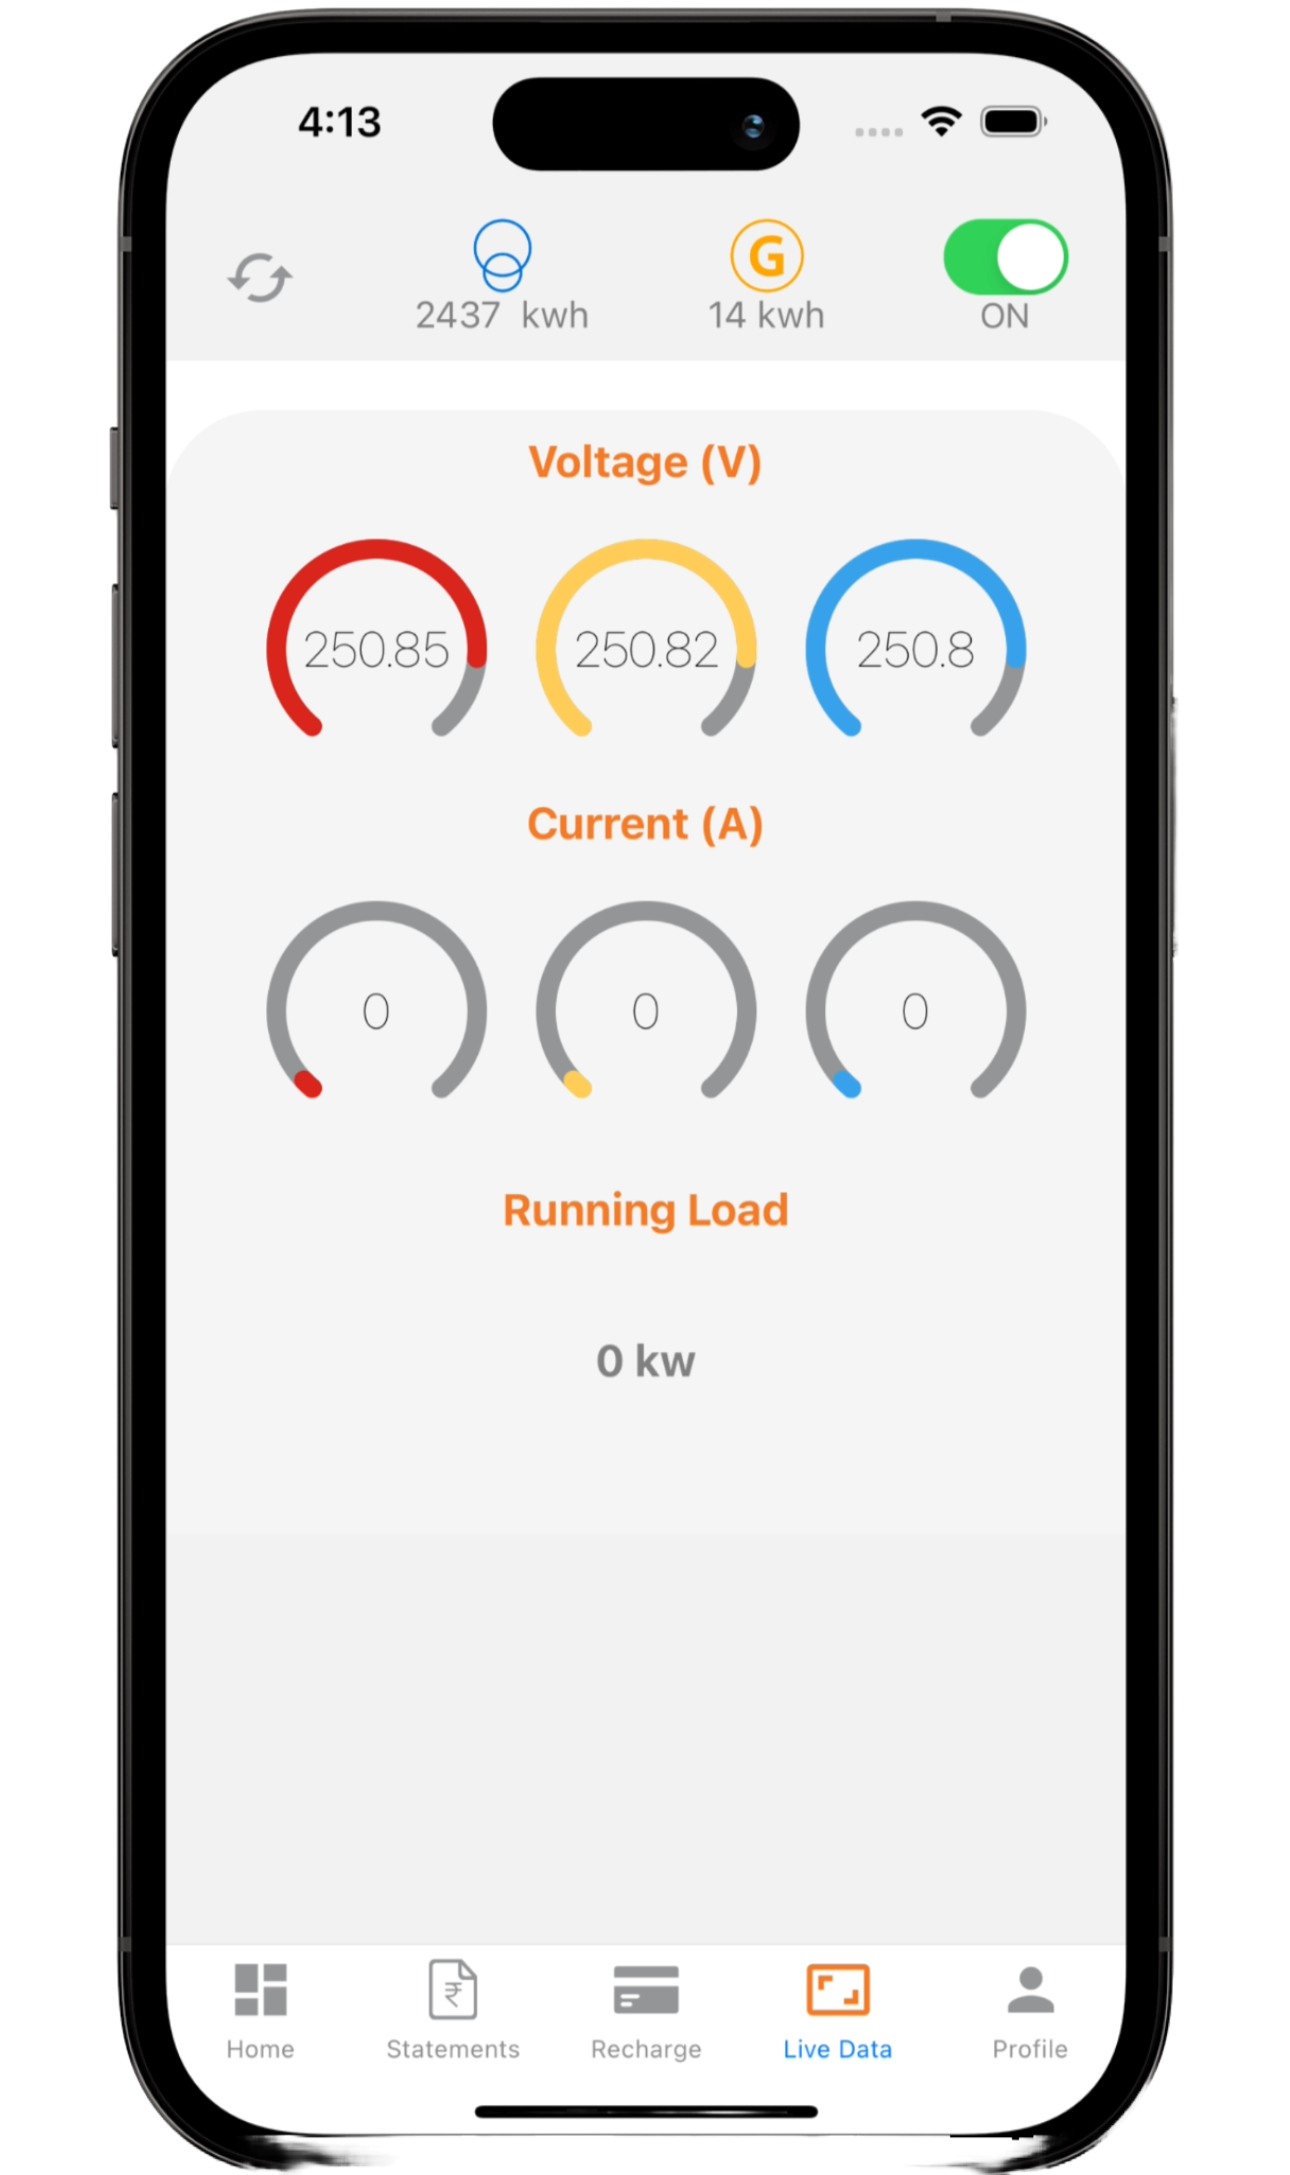 4:13
2437 kwh
G
14 kwh
ON
Voltage (V)
250.85 250.82 250.8
Current (A)
0 0 0
Running Load
0 kw
₹
Home Statements Recharge Live Data Profile